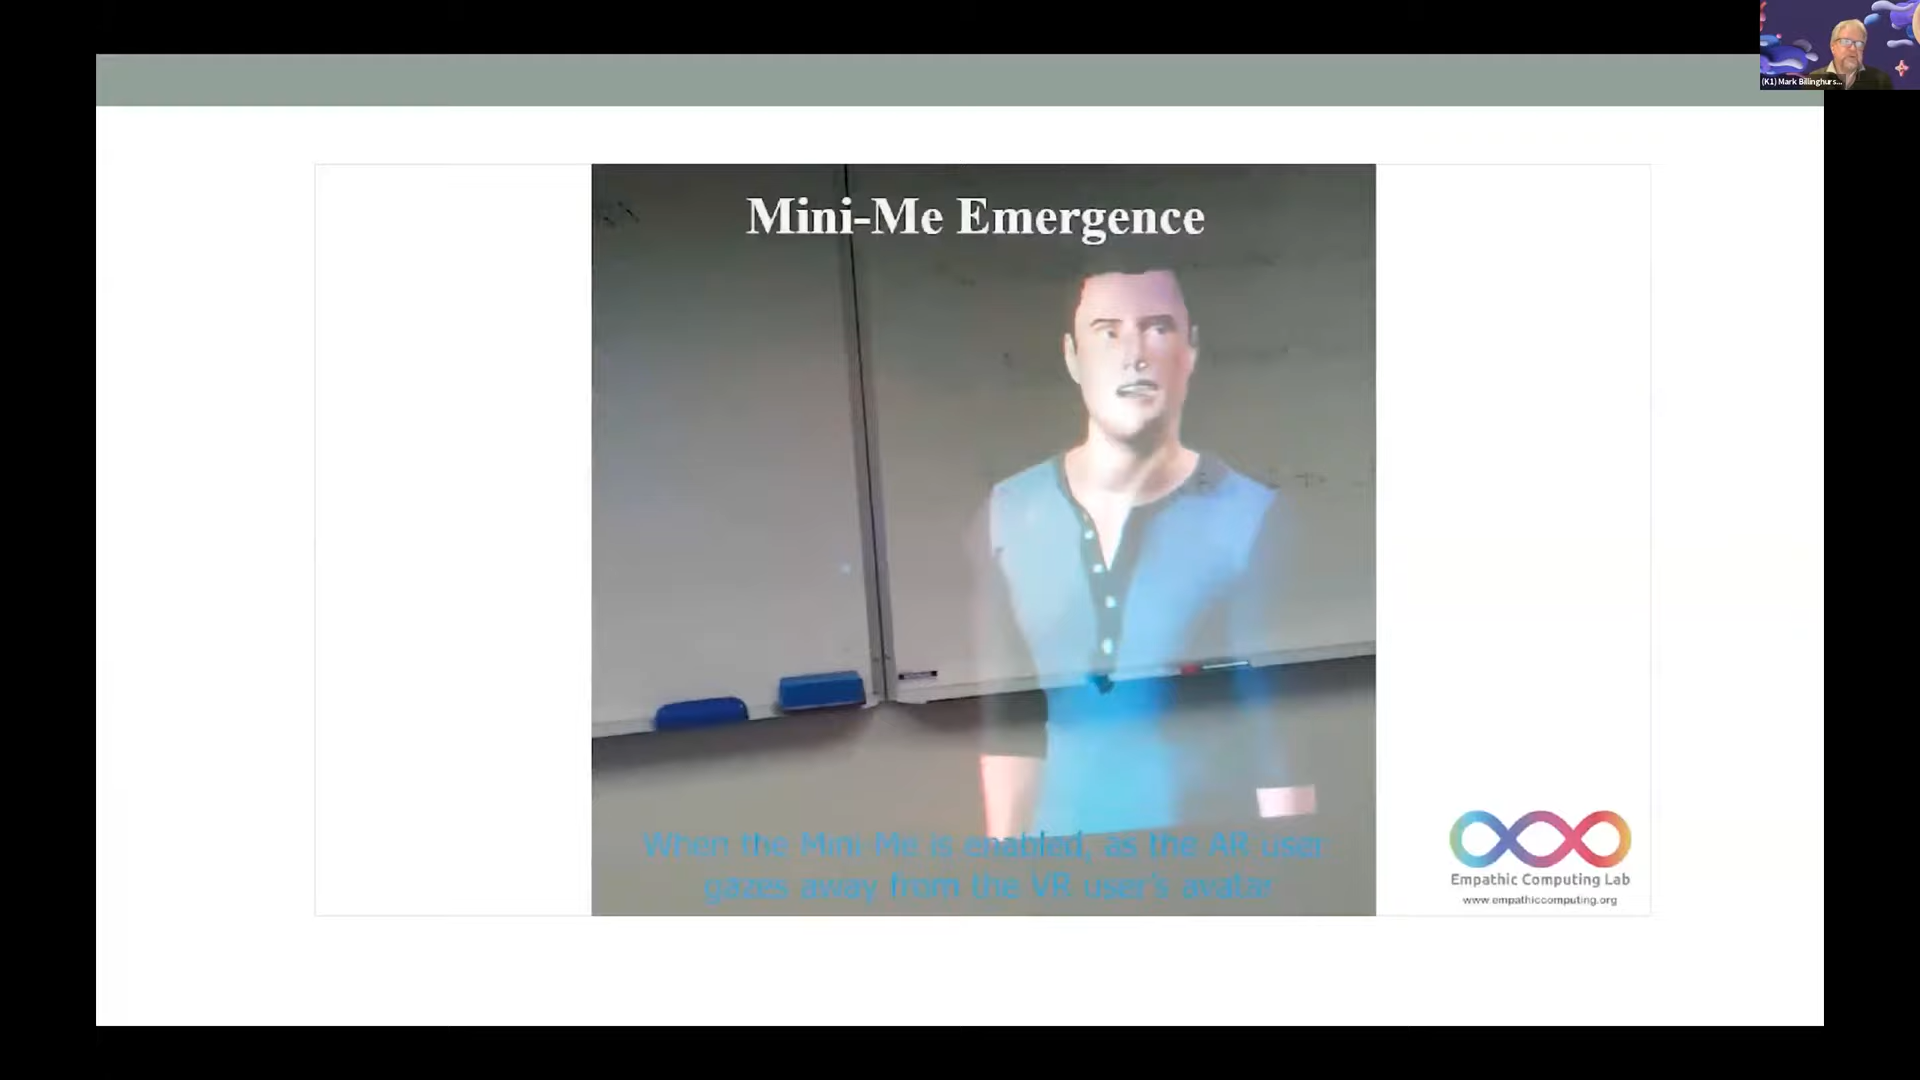 (K1) Mark Billinghurs...
Mini-Me Emergence
When the Mini-Me is enabled, as the AR user
gazes away from the VR user's avatar
Empathic Computing Lab
www.empathiccomputing.org